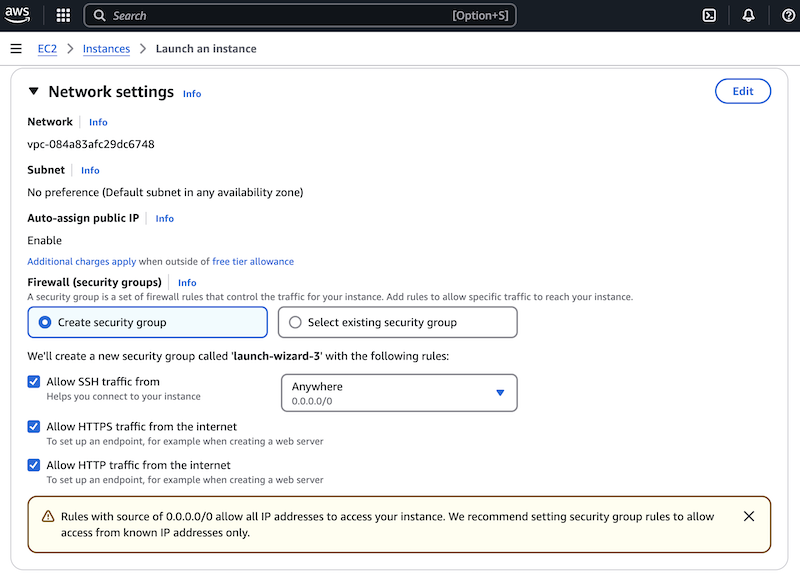 aws
Search [Option+S]
EC2 Instances Launch an instance
Network settings Info Edit
Network Info
vpc-084a83afc29dc6748
Subnet Info
No preference (Default subnet in any availability zone)
Auto-assign public IP Info
Enable
Additional charges apply when outside of free tier allowance
Firewall (security groups) Info
A security group is a set of firewall rules that control the traffic for your instance. Add rules to allow specific traffic to reach your instance.
Create security group Select existing security group
We'll create a new security group called 'launch-wizard-3' with the following rules:
Allow SSH traffic from
Helps you connect to your instance
Anywhere
0.0.0.0/0
Allow HTTPS traffic from the internet
To set up an endpoint, for example when creating a web server
Allow HTTP traffic from the internet
To set up an endpoint, for example when creating a web server
Rules with source of 0.0.0.0/0 allow all IP addresses to access your instance. We recommend setting security group rules to allow
access from known IP addresses only.